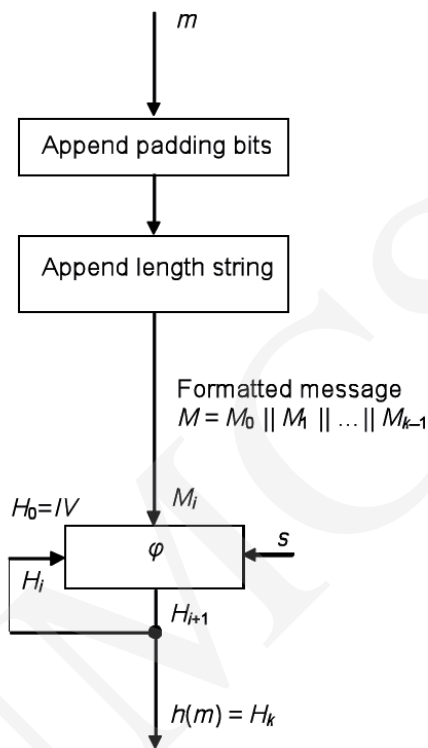 m
Append padding bits
Append length string
Formatted message
M = M₀ || M₁ || ... || Mₖ₋₁
Mᵢ
H₀=IV
φ
s
Hᵢ
Hᵢ₊₁
h(m) = Hₖ